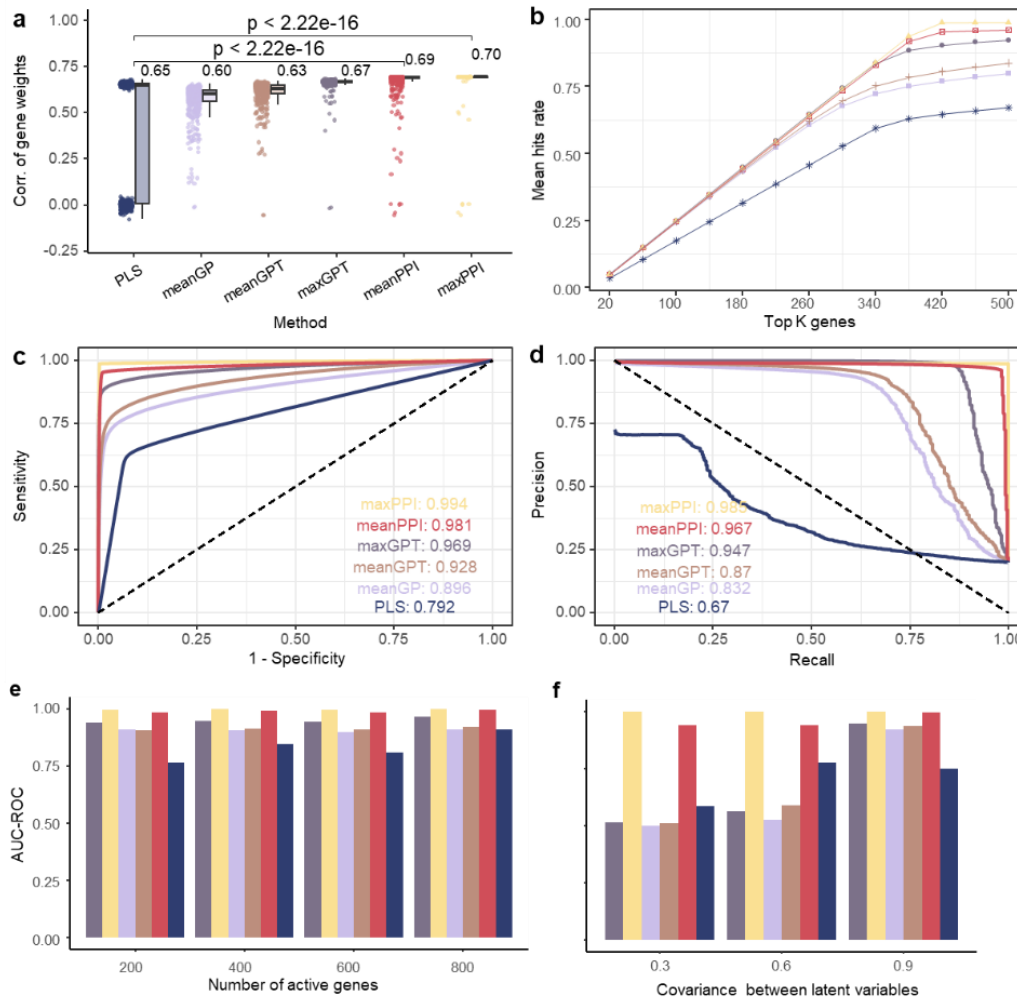 a
p < 2.22e-16
p < 2.22e-16
0.65 0.60 0.63 0.67 0.69 0.70
Corr. of gene weights
1.00
0.75
0.50
0.25
0.00
-0.25
PLS meanGP meanGPT maxGPT meanPPI maxPPI
Method
b
Mean hits rate
1.00
0.75
0.50
0.25
0.00
20 100 180 260 340 420 500
Top K genes
c
Sensitivity
1.00
0.75
0.50
0.25
0.00
maxPPI: 0.994
meanPPI: 0.981
maxGPT: 0.969
meanGPT: 0.928
meanGP: 0.896
PLS: 0.792
0.00 0.25 0.50 0.75 1.00
1 - Specificity
d
Precision
1.00
0.75
0.50
0.25
0.00
maxPPI:
meanPPI: 0.967
maxGPT: 0.947
meanGPT: 0.87
meanGP: 0.832
PLS: 0.67
0.00 0.25 0.50 0.75 1.00
Recall
e
AUC-ROC
1.00
0.75
0.50
0.25
0.00
200 400 600 800
Number of active genes
f
0.3 0.6 0.9
Covariance between latent variables